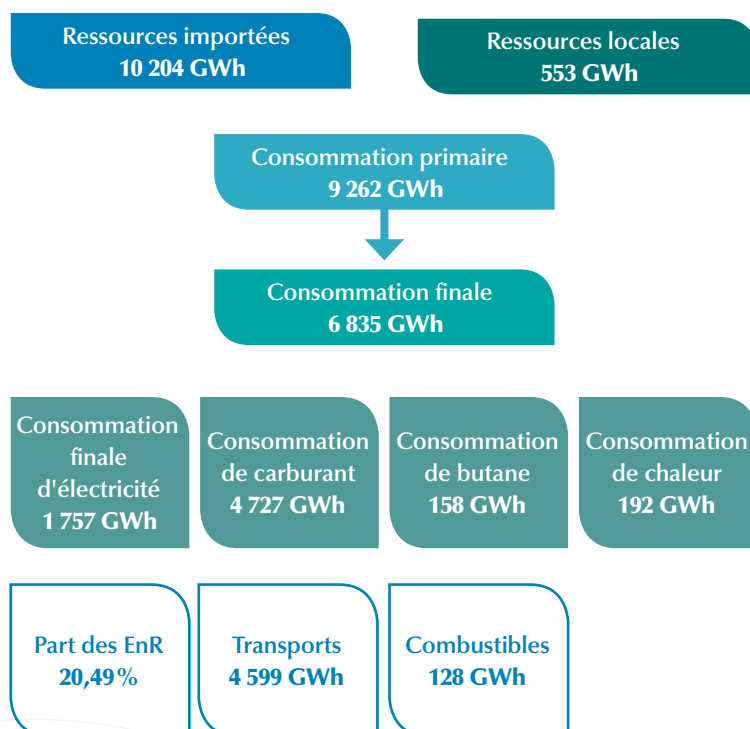 Ressources importées
10 204 GWh
Ressources locales
553 GWh
Consommation primaire
9 262 GWh
Consommation finale
6 835 GWh
Consommation
finale
d'électricité
1 757 GWh
Consommation
de carburant
4 727 GWh
Consommation
de butane
158 GWh
Consommation
de chaleur
192 GWh
Part des EnR
20,49%
Transports
4 599 GWh
Combustibles
128 GWh